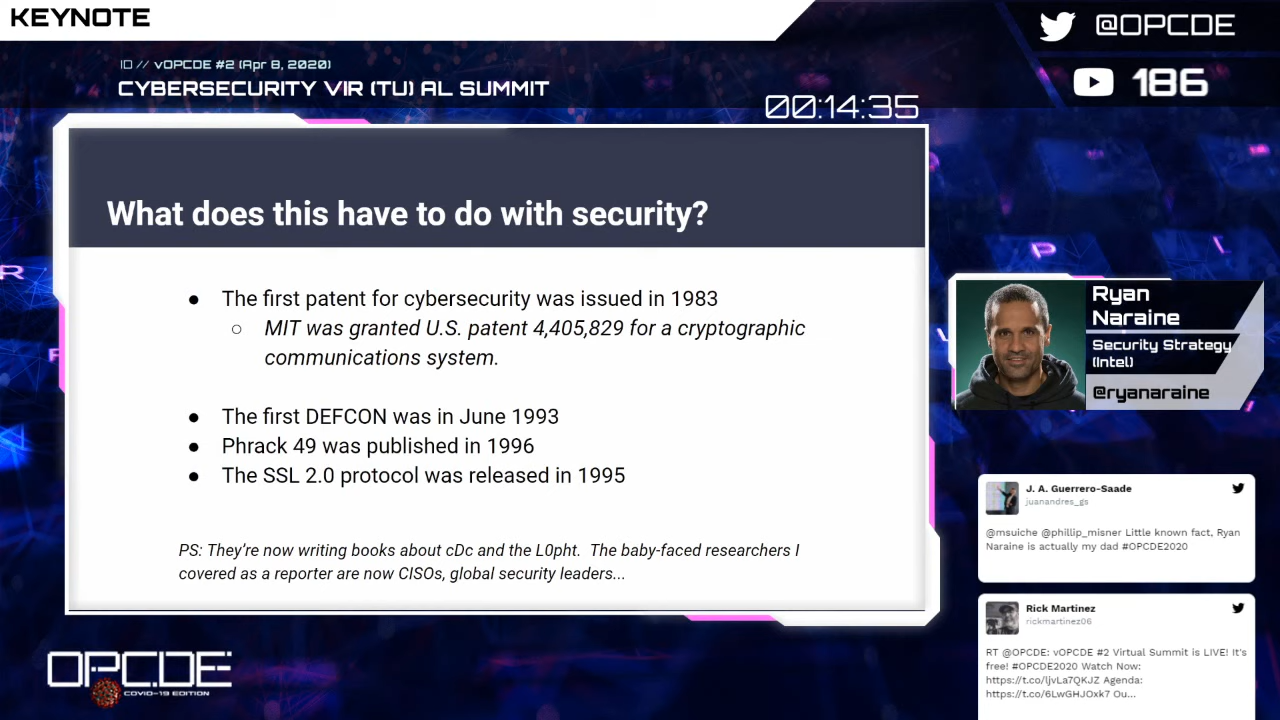 KEYNOTE
@OPCDE
ID // vOPCDE #2 (Apr 8, 2020)
CYBERSECURITY VIR (TU) AL SUMMIT
186
00:14:35
What does this have to do with security?
● The first patent for cybersecurity was issued in 1983
○ MIT was granted U.S. patent 4,405,829 for a cryptographic
communications system.
● The first DEFCON was in June 1993
● Phrack 49 was published in 1996
● The SSL 2.0 protocol was released in 1995
PS: They're now writing books about cDc and the L0pht. The baby-faced researchers I
covered as a reporter are now CISOs, global security leaders...
Ryan
Naraine
Security Strategy
(Intel)
@ryanaraine
J. A. Guerrero-Saade
juanandres_gs
@msuiche @phillip_misner Little known fact, Ryan
Naraine is actually my dad #OPCDE2020
Rick Martinez
rickmartinez06
RT @OPCDE: vOPCDE #2 Virtual Summit is LIVE! It's
free! #OPCDE2020 Watch Now:
https://t.co/ljvLa7QKJZ Agenda:
https://t.co/6LwGHJOxk7 Ou...
OPCDE
COVID-19 EDITION